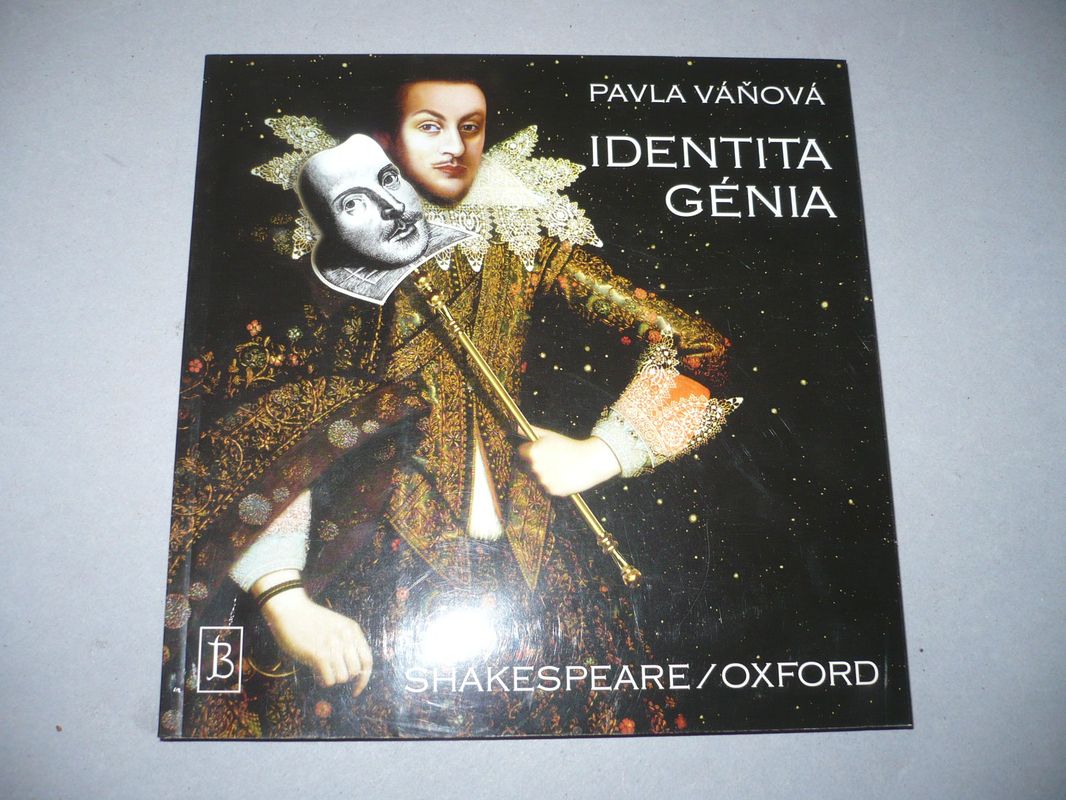 PAVLA VÁŇOVÁ
IDENTITA
GÉNIA
SHAKESPEARE/OXFORD